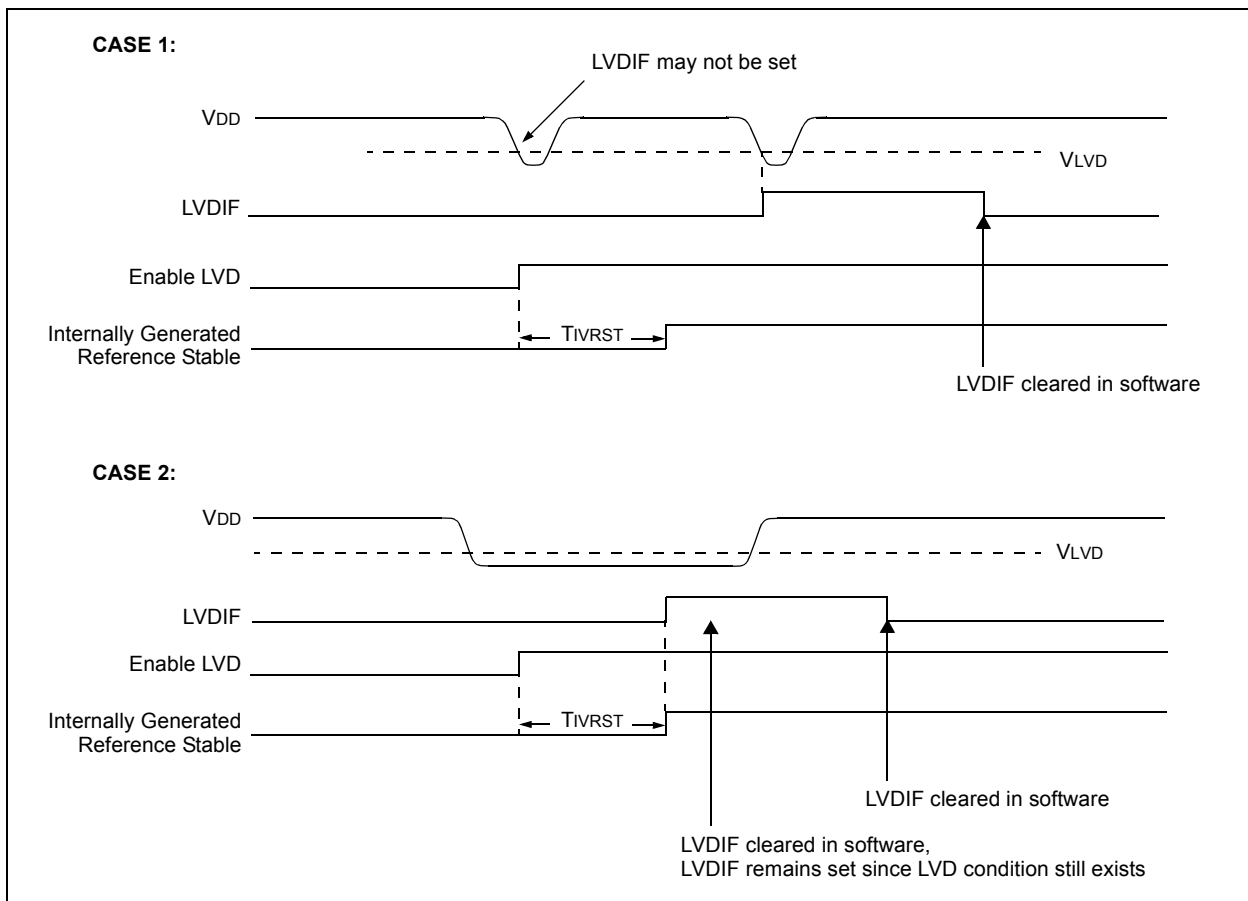 CASE 1:
LVDIF may not be set
VDD
VLVD
LVDIF
Enable LVD
TIVRST
Internally Generated
Reference Stable
LVDIF cleared in software
CASE 2:
VDD
VLVD
LVDIF
Enable LVD
TIVRST
Internally Generated
Reference Stable
LVDIF cleared in software
LVDIF cleared in software,
LVDIF remains set since LVD condition still exists